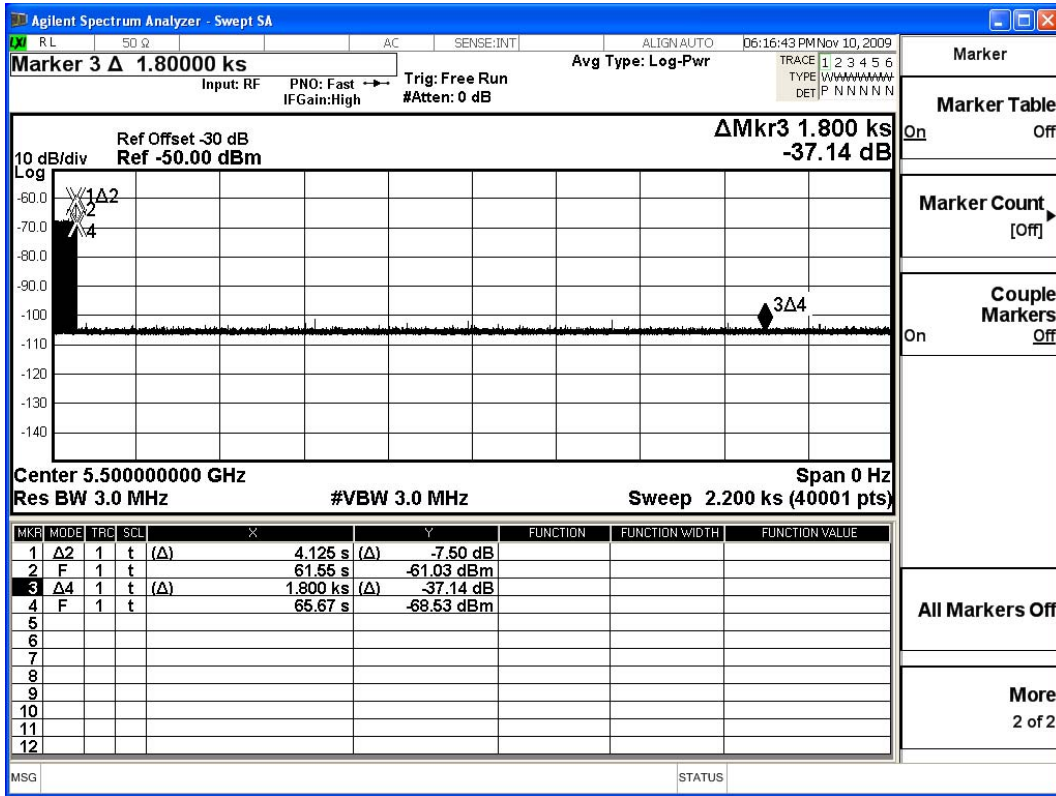 Agilent Spectrum Analyzer - Swept SA
LXI RL 50 Ω AC SENSE:INT ALIGN AUTO 06:16:43 PM Nov 10, 2009
Marker 3 Δ 1.80000 ks
Input: RF PNO: Fast Trig: Free Run Avg Type: Log-Pwr
IFGain:High #Atten: 0 dB
TRACE 1 2 3 4 5 6
TYPE
DET P N N N N N
Ref Offset -30 dB
10 dB/div Ref -50.00 dBm
Log
ΔMkr3 1.800 ks
-37.14 dB
-60.0
-70.0
-80.0
-90.0
-100
-110
-120
-130
-140
1Δ2
2
4
3Δ4
Center 5.500000000 GHz Span 0 Hz
Res BW 3.0 MHz #VBW 3.0 MHz Sweep 2.200 ks (40001 pts)
MKR MODE TRC SCL X Y FUNCTION FUNCTION WIDTH FUNCTION VALUE
1 Δ2 1 t (Δ) 4.125 s (Δ) -7.50 dB
2 F 1 t 61.55 s -61.03 dBm
3 Δ4 1 t (Δ) 1.800 ks (Δ) -37.14 dB
4 F 1 t 65.67 s -68.53 dBm
5
6
7
8
9
10
11
12
MSG STATUS
Marker
Marker Table
On Off
Marker Count
[Off]
Couple
Markers
On Off
All Markers Off
More
2 of 2